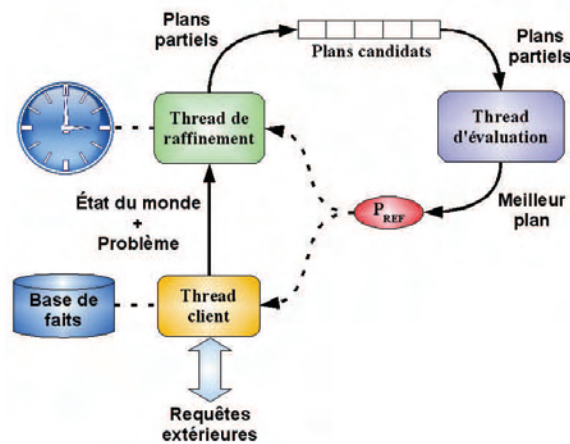 Plans
partiels
Plans candidats
Plans
partiels
Thread de
raffinement
Thread
d'évaluation
État du monde
+
Problème
P_REF
Meilleur
plan
Base de
faits
Thread
client
Requêtes
extérieures